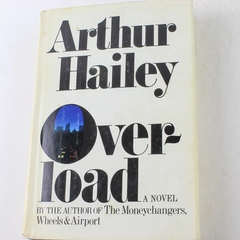 Arthur
Hailey
Over-
load
A NOVEL
BY THE AUTHOR OF The Moneychangers,
Wheels & Airport